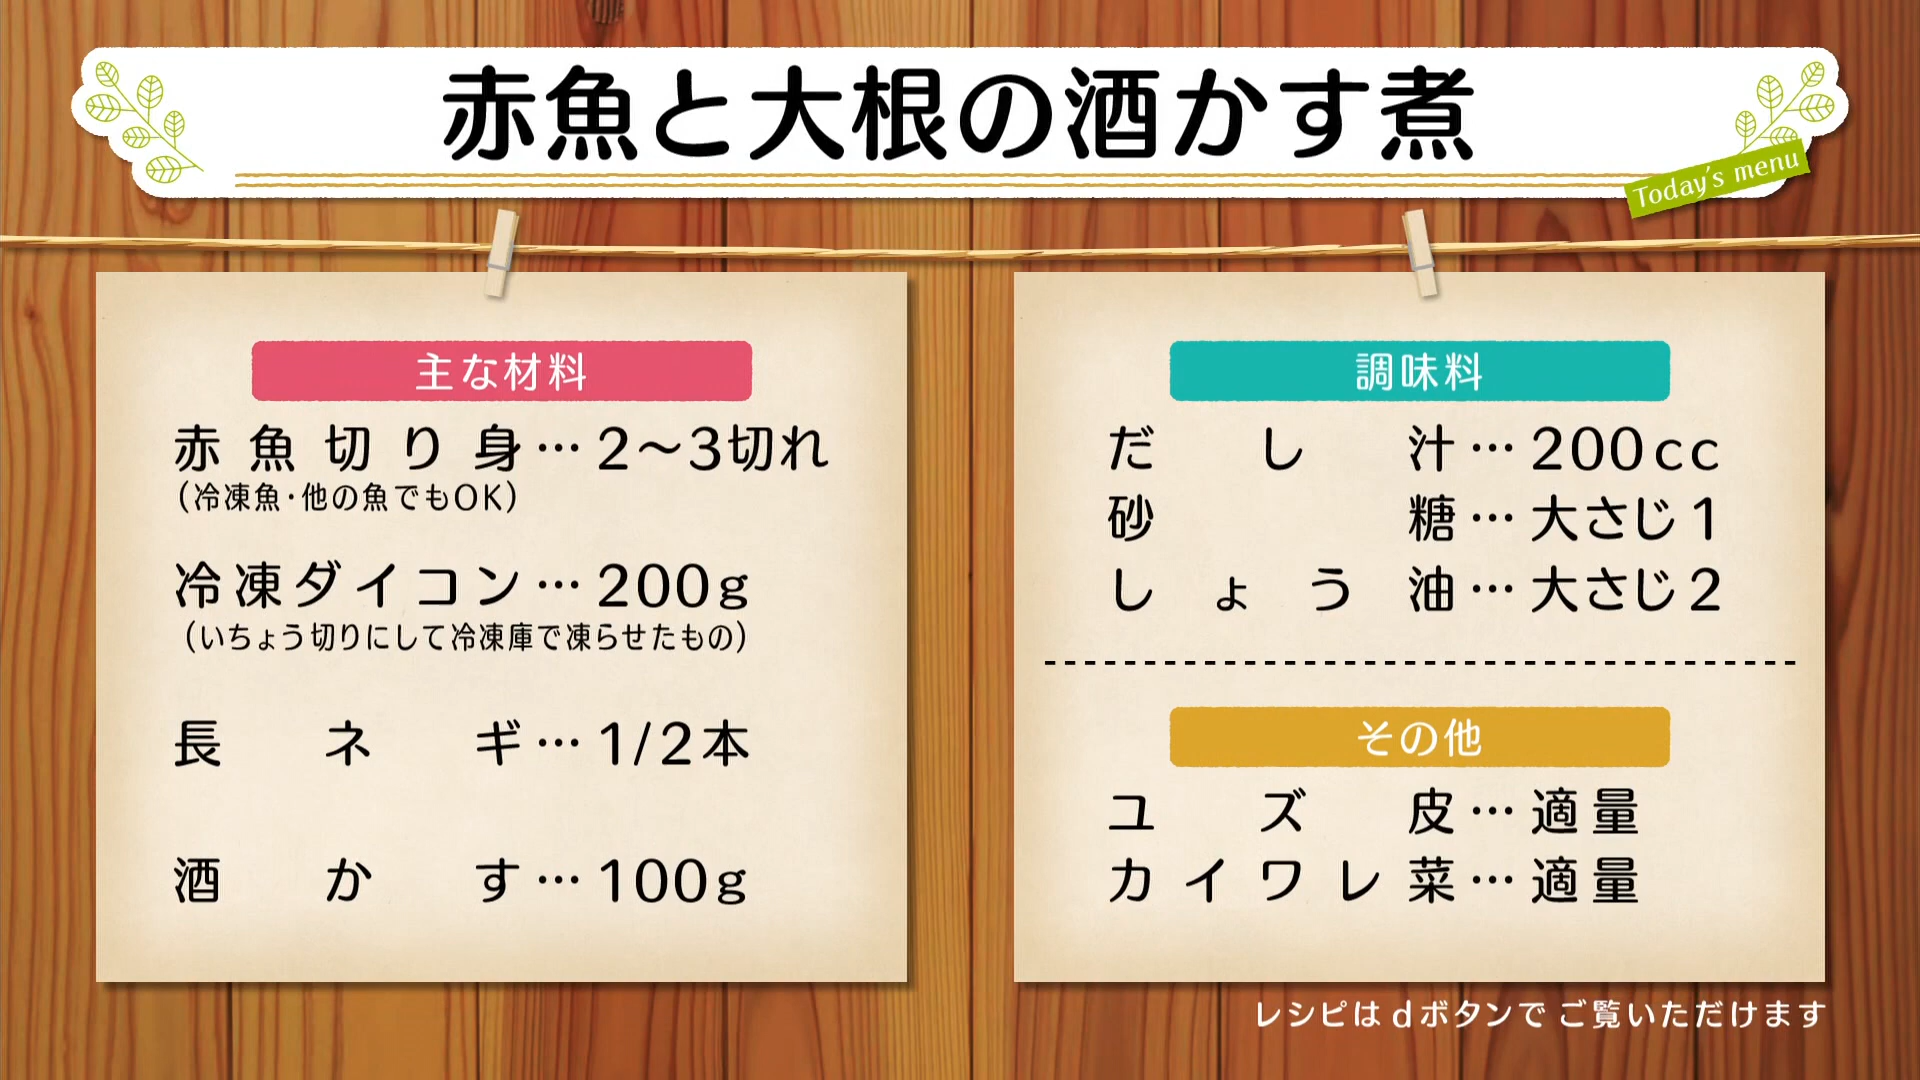 赤魚と大根の酒かす煮
Today's menu
主な材料
赤魚切り身…2～3切れ
（冷凍魚・他の魚でもOK）
冷凍ダイコン…200g
（いちょう切りにして冷凍庫で凍らせたもの）
長ネギ…1/2本
酒かす…100g
調味料
だし汁…200cc
砂糖…大さじ1
しょう油…大さじ2
その他
ユズ皮…適量
カイワレ菜…適量
レシピはdボタンでご覧いただけます